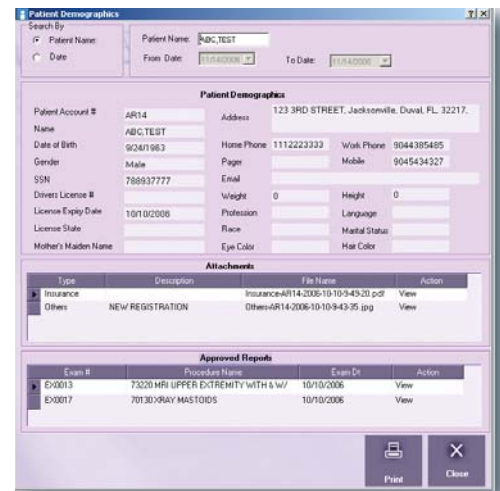 Patient Demographics
Search By
Patient Name
Date
Patient Name: ABC,TEST
From Date: 11/14/2006 To Date: 11/14/2006
Patient Demographics
Patient Account # AR14 Address 123 3RD STREET, Jacksonville, Duval, FL, 32217,
Name ABC,TEST
Date of Birth 9/24/1963 Home Phone 1112223333 Work Phone 9044385485
Gender Male Pager Mobile 9045434327
SSN 788937777 Email
Drivers License # Weight 0 Height 0
License Expiry Date 10/10/2006 Profession Language
License State Race Marital Status
Mother's Maiden Name Eye Color Hair Color
Attachments
Type Description File Name Action
Insurance Insurance-AR14-2006-10-10-9-49-20.pdf View
Others NEW REGISTRATION Others-AR14-2006-10-10-9-43-35.jpg View
Approved Reports
Exam # Procedure Name Exam Dt Action
EX0013 73220 MRI UPPER EXTREMITY WITH & W/ 10/10/2006 View
EX0017 70130 XRAY MASTOIDS 10/10/2006 View
Print Close